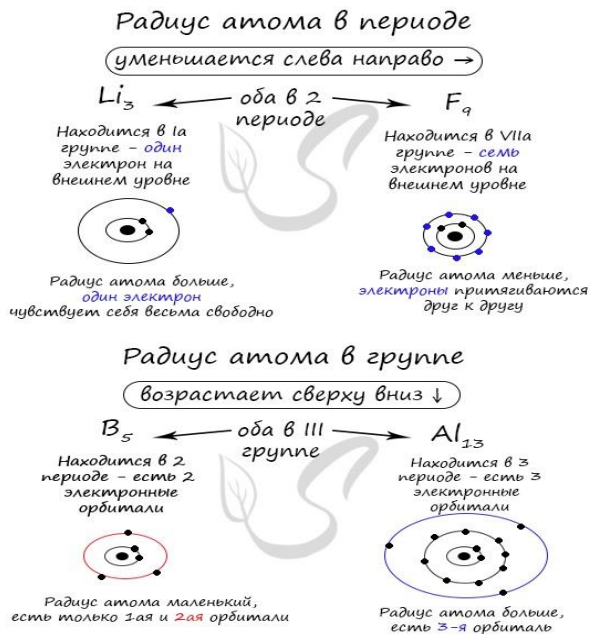 Радиус атома в периоде
уменьшается слева направо →
Li3
оба в 2
периоде
F9
Находится в Iа
группе - один
электрон на
внешнем уровне
Находится в VIIа
группе - семь
электронов на
внешнем уровне
Радиус атома больше,
один электрон
чувствует себя весьма свободно
Радиус атома меньше,
электроны притягиваются
друг к другу
Радиус атома в группе
возрастает сверху вниз ↓
B5
оба в III
группе
Al13
Находится в 2
периоде - есть 2
электронные
орбитали
Находится в 3
периоде - есть 3
электронные
орбитали
Радиус атома маленький,
есть только 1ая и 2ая орбитали
Радиус атома больше,
есть 3-я орбиталь